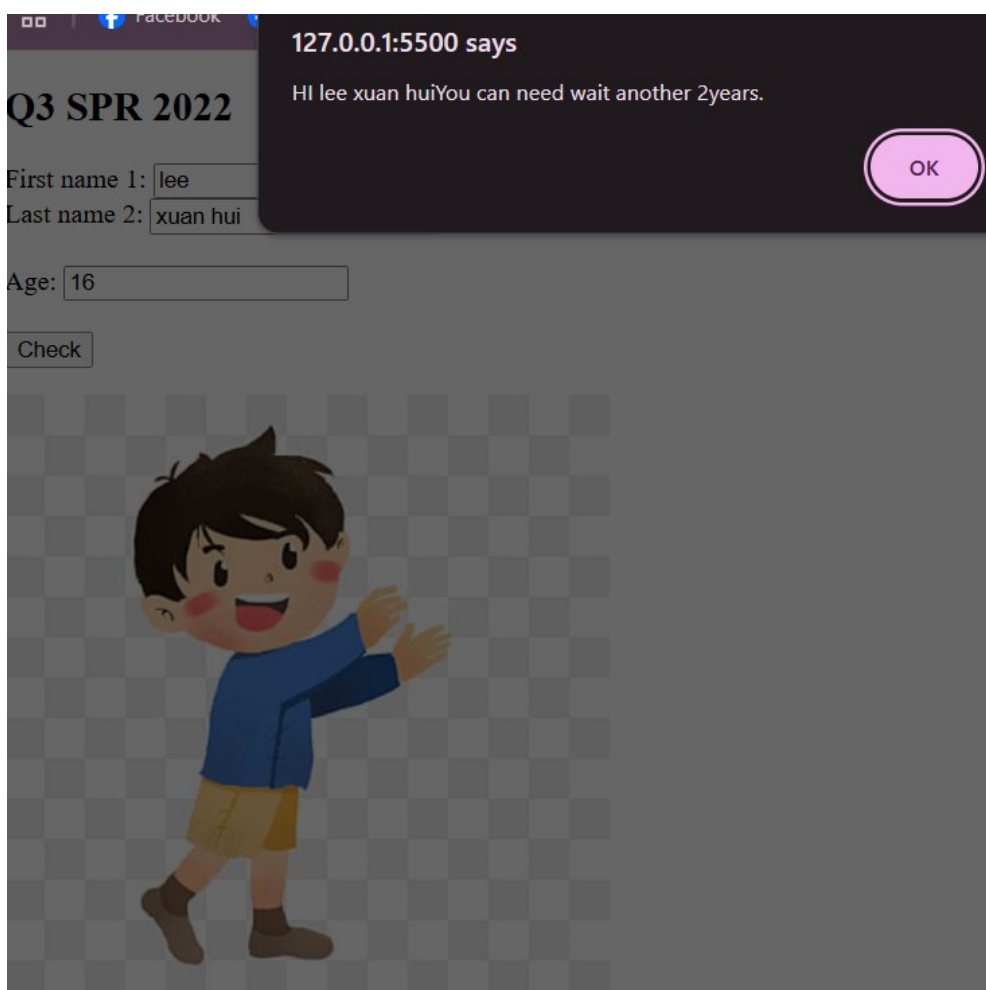 Facebook
127.0.0.1:5500 says
HI lee xuan huiYou can need wait another 2years.
OK
Q3 SPR 2022
First name 1: lee
Last name 2: xuan hui
Age: 16
Check